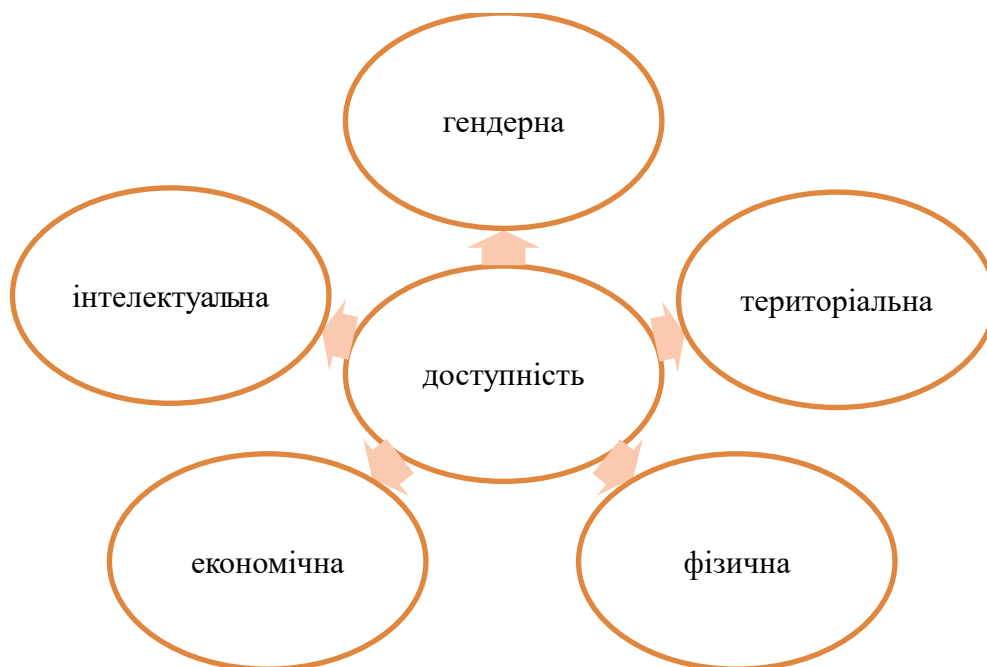 гендерна
інтелектуальна
територіальна
доступність
економічна
фізична